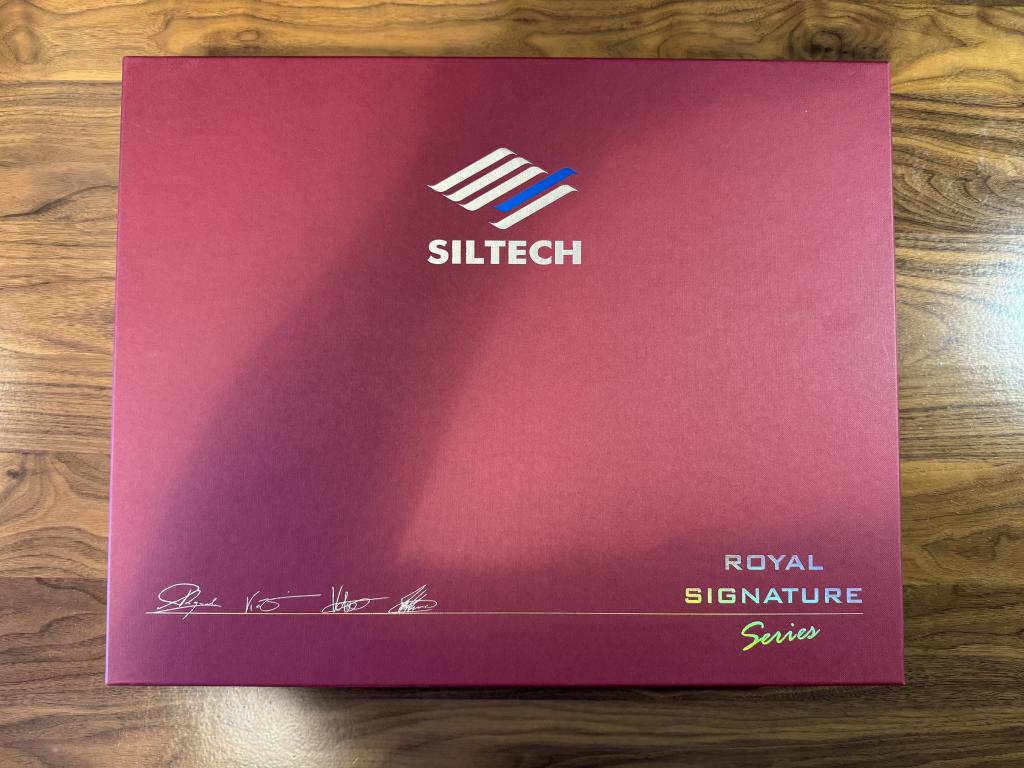 SILTECH
ROYAL
SIGNATURE
Series